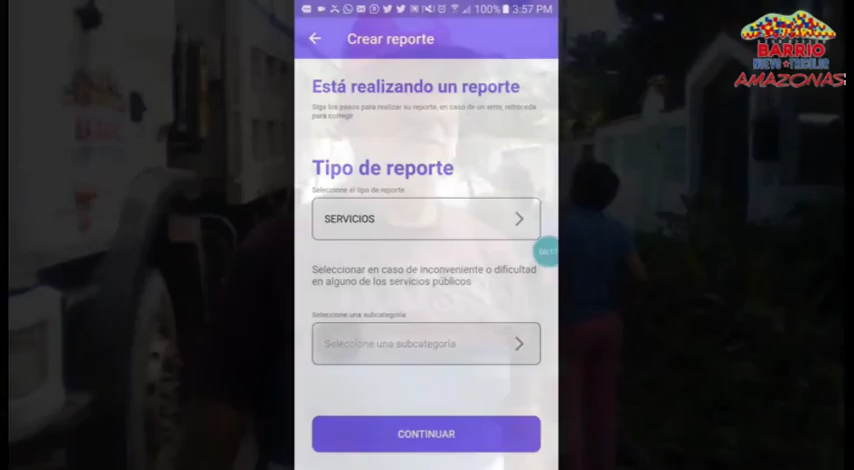 100% 3:57 PM
Crear reporte
Está realizando un reporte
Siga los pasos para realizar su reporte, en caso de un error, retroceda
para corregir
Tipo de reporte
Seleccione el tipo de reporte
SERVICIOS
Seleccionar en caso de inconveniente o dificultad
en alguno de los servicios públicos
Seleccione una subcategoría
Seleccione una subcategoría
CONTINUAR
BARRIO
NUEVO TRICOLOR
AMAZONAS